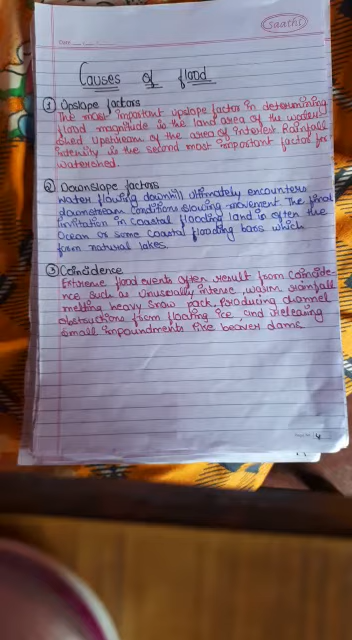 Saathi
Date
Causes of flood
① Upslope factors
The most important upslope factor in determining
flood magnitude is the land area of the water
shed upstream of the area of interest Rainfall
intensity is the second most important factor for
watershed.
② Downslope factors
Water flowing downhill ultimately encounters
downstream conditions slowing movement. The final
limitation in coastal flooding land is often the
Ocean or some coastal flooding bars which
form natural lakes.
③ Coincidence
Extreme flood events often result from coincide-
nce such as unusually intense, warm rainfall
melting heavy snow pack, producing channel
obstructions from floating ice, and releasing
small impoundments like beaver dams
4